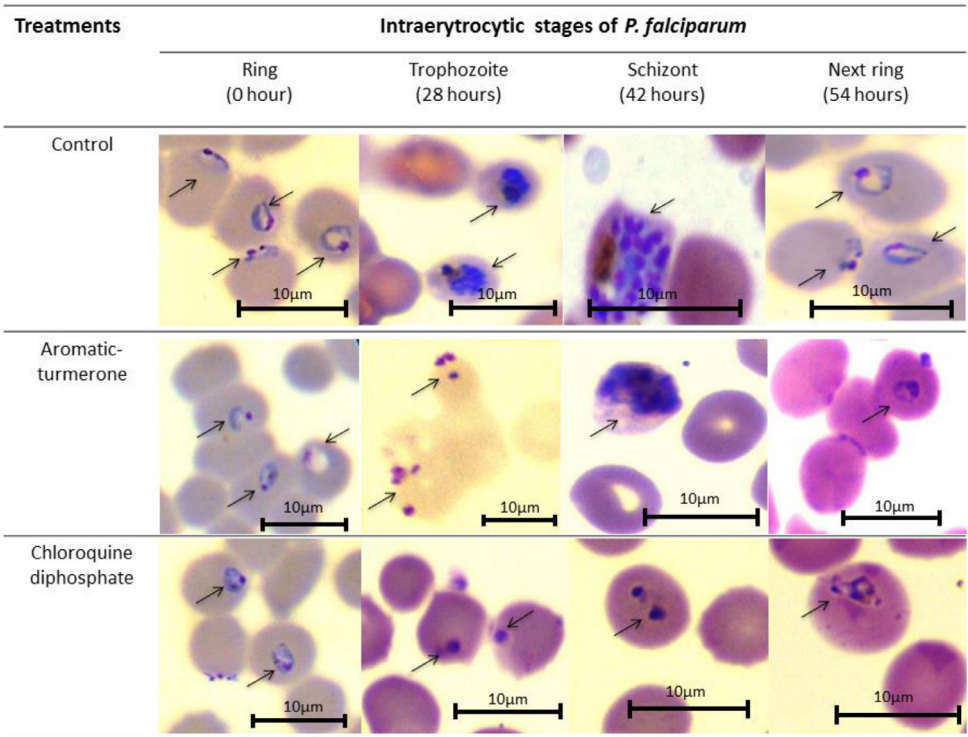 Treatments
Intraerytrocytic stages of P. falciparum
Ring
(0 hour)
Trophozoite
(28 hours)
Schizont
(42 hours)
Next ring
(54 hours)
Control
10µm
10µm
10µm
10µm
Aromatic-
turmerone
10µm
10µm
10µm
10µm
Chloroquine
diphosphate
10µm
10µm
10µm
10µm